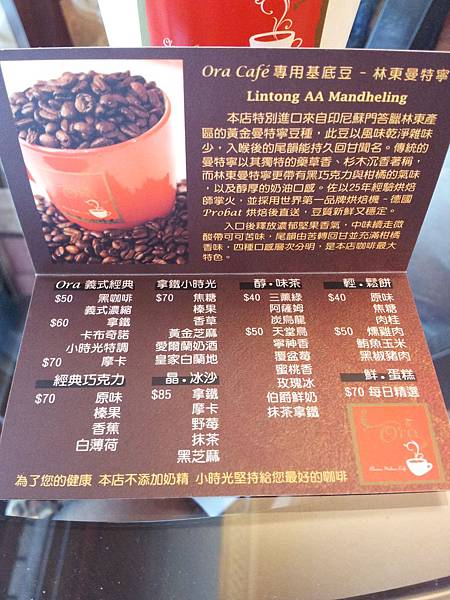 Ora Café 專用基底豆 - 林東曼特寧
Lintong AA Mandheling
本店特別進口來自印尼蘇門答臘林東產
區的黃金曼特寧豆種，此豆以風味乾淨雜味
少，入喉後的尾韻能持久回甘聞名。傳統的
曼特寧以其獨特的藥草香、杉木沉香著稱，
而林東曼特寧更帶有黑巧克力與柑橘的氣味
，以及醇厚的奶油口感。佐以25年經驗烘焙
師掌火，並採用世界第一品牌烘焙機-德國
Probat 烘焙後直送，豆質新鮮又穩定。
入口後釋放濃郁堅果香氣，中味續走微
酸帶可可苦味，尾韻由苦轉回甘並充滿柑橘
香味，四種口感層次分明，是本店咖啡最大
特色。
Ora 義式經典
$50 黑咖啡
義式濃縮
$60 拿鐵
卡布奇諾
小時光特調
$70 摩卡
經典巧克力
$70 原味
榛果
香蕉
白薄荷
拿鐵小時光
$70 焦糖
榛果
香草
黃金芝麻
愛爾蘭奶酒
皇家白蘭地
晶．冰沙
$85 拿鐵
摩卡
野莓
抹茶
黑芝麻
醇．味茶
$40 三薰綠
阿薩姆
炭烏龍
$50 天堂鳥
寧神香
覆盆莓
蜜桃香
玫瑰冰
伯爵鮮奶
抹茶拿鐵
輕．鬆餅
$40 原味
焦糖
肉桂
$50 燻雞肉
鮪魚玉米
黑椒豬肉
鮮．蛋糕
$70 每日精選
Ora
為了您的健康 本店不添加奶精 小時光堅持給您最好的咖啡